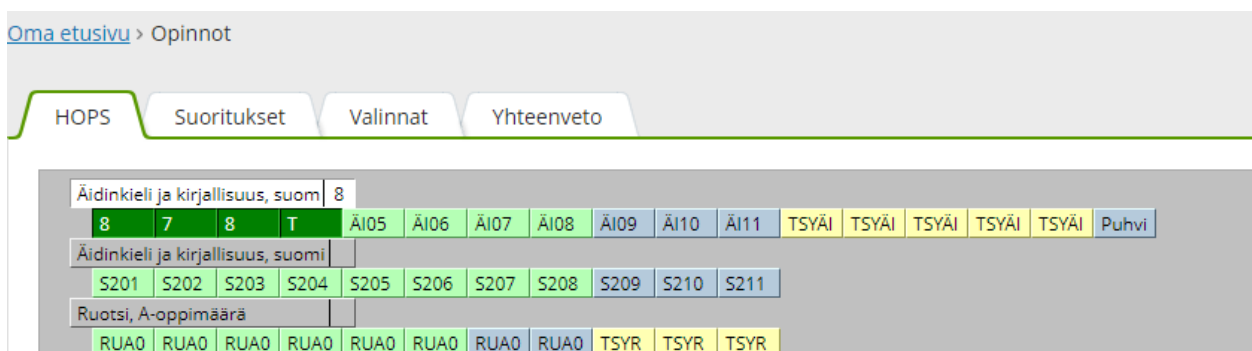 Oma etusivu › Opinnot
HOPS Suoritukset Valinnat Yhteenveto
Äidinkieli ja kirjallisuus, suom 8
8 7 8 T ÄI05 ÄI06 ÄI07 ÄI08 ÄI09 ÄI10 ÄI11 TSYÄI TSYÄI TSYÄI TSYÄI TSYÄI Puhvi
Äidinkieli ja kirjallisuus, suomi
S201 S202 S203 S204 S205 S206 S207 S208 S209 S210 S211
Ruotsi, A-oppimäärä
RUA0 RUA0 RUA0 RUA0 RUA0 RUA0 RUA0 RUA0 TSYR TSYR TSYR